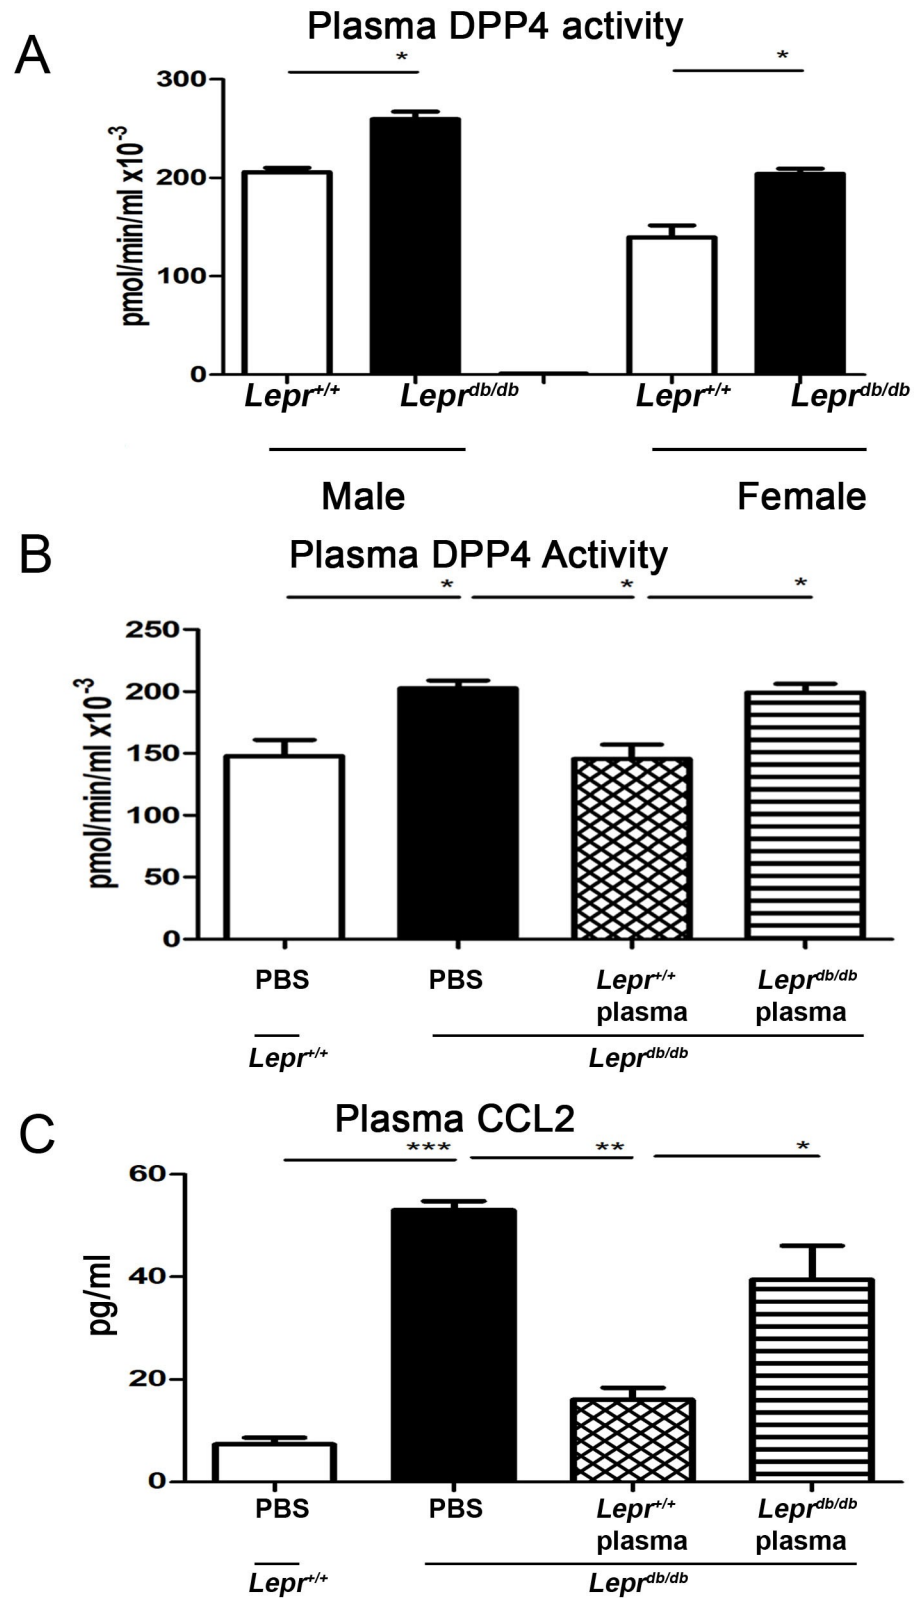 A
Plasma DPP4 activity
* *
300
200
100
0
pmol/min/ml x10-3
Lepr+/+ Leprdb/db Lepr+/+ Leprdb/db
Male Female
B
Plasma DPP4 Activity
* * *
250
200
150
100
50
0
pmol/min/ml x10-3
PBS PBS Lepr+/+ Leprdb/db
plasma plasma
Lepr+/+ Leprdb/db
C
Plasma CCL2
*** ** *
60
40
20
0
pg/ml
PBS PBS Lepr+/+ Leprdb/db
plasma plasma
Lepr+/+ Leprdb/db